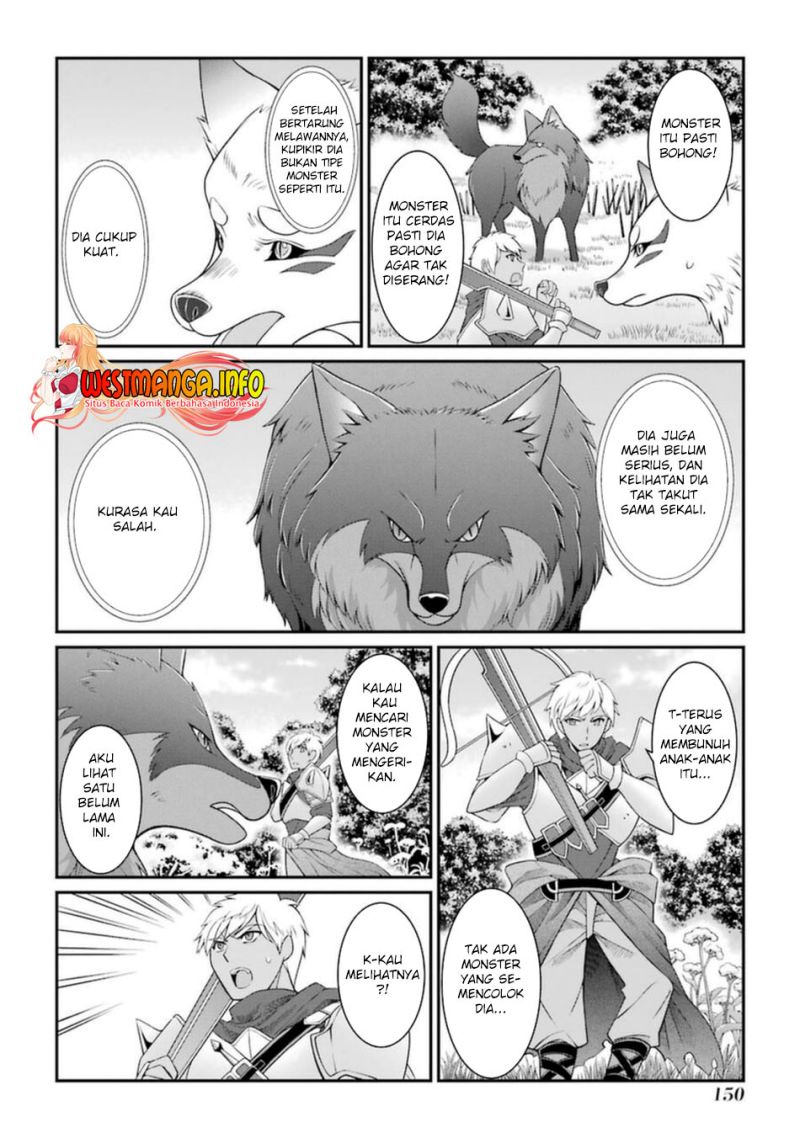 MONSTER
ITU PASTI
BOHONG!
MONSTER
ITU CERDAS
PASTI DIA
BOHONG
AGAR TAK
DISERANG!
SETELAH
BERTARUNG
MELAWANNYA,
KUPIKIR DIA
BUKAN TIPE
MONSTER
SEPERTI ITU.
DIA CUKUP
KUAT.
WESTMANGA.INFO
Situs Baca Komik Berbahasa Indonesia
DIA JUGA
MASIH BELUM
SERIUS, DAN
KELIHATAN DIA
TAK TAKUT
SAMA SEKALI.
KURASA KAU
SALAH.
T-TERUS
YANG
MEMBUNUH
ANAK-ANAK
ITU...
TAK ADA
MONSTER
YANG SE-
MENCOLOK
DIA...
KALAU
KAU
MENCARI
MONSTER
YANG
MENGERI-
KAN.
AKU
LIHAT
SATU
BELUM
LAMA
INI.
K-KAU
MELIHATNYA
?!
150